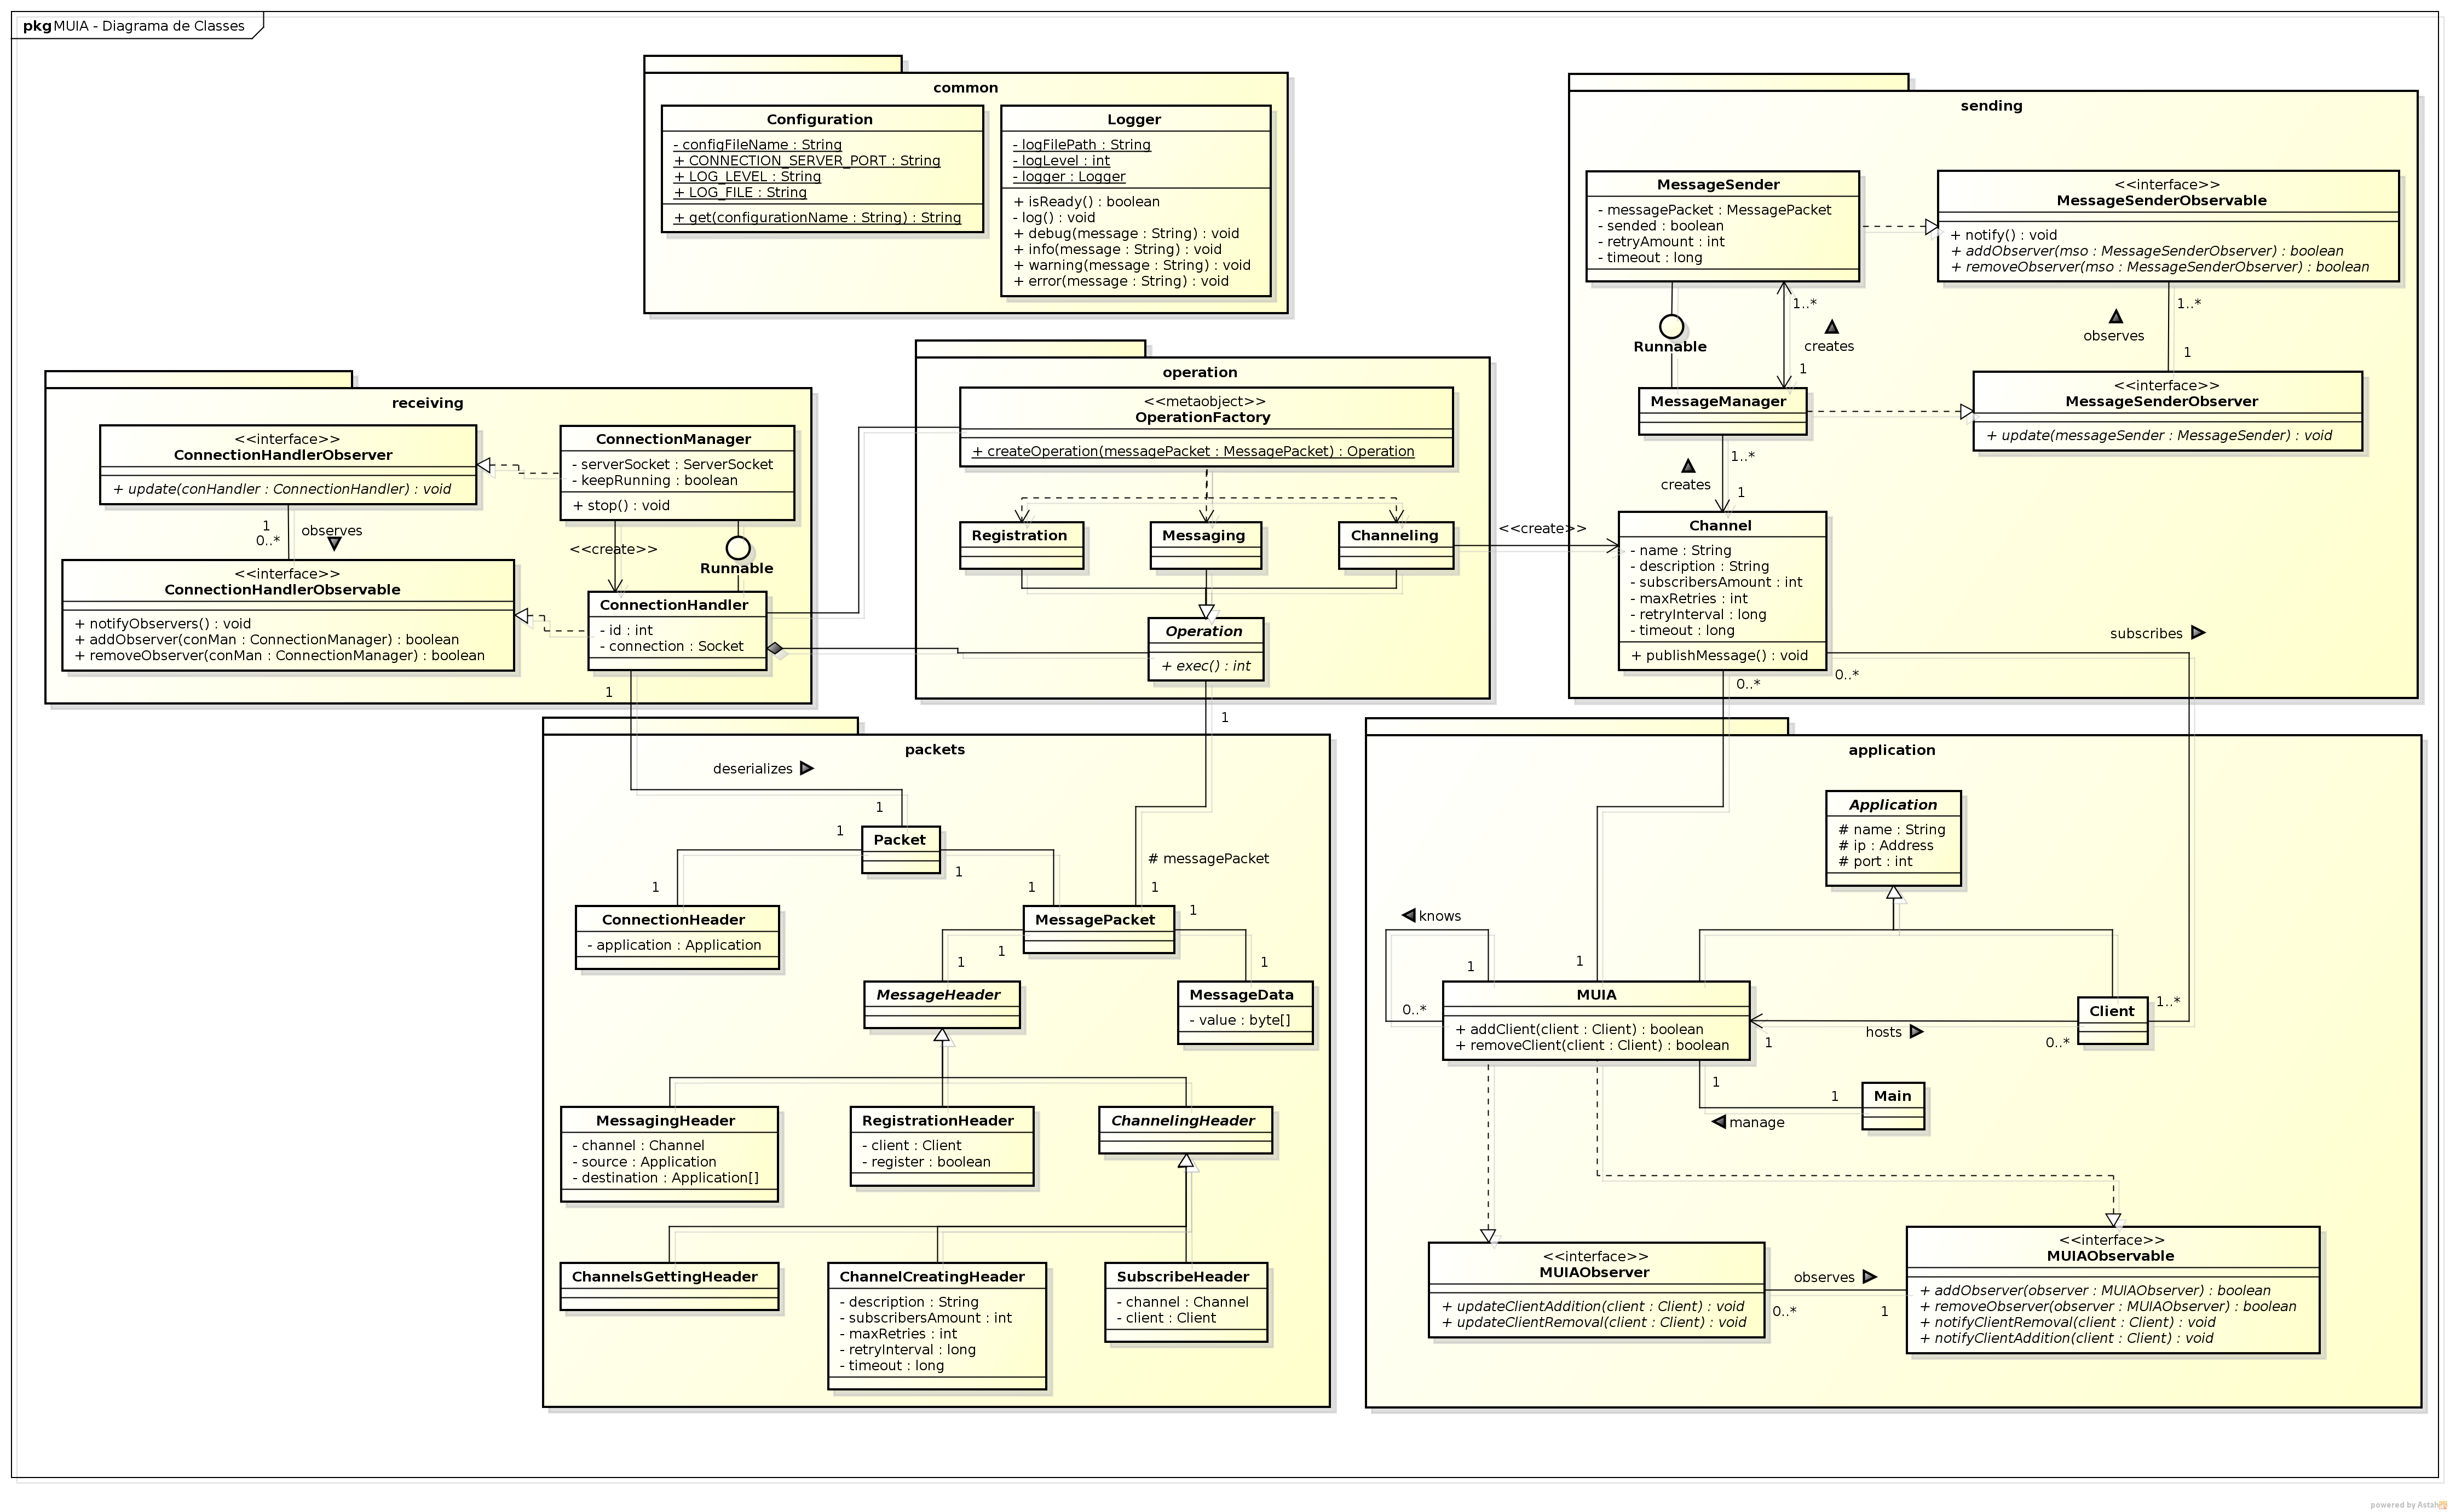 pkg MUIA - Diagrama de Classes
common
Configuration
- configFileName : String
+ CONNECTION_SERVER_PORT : String
+ LOG_LEVEL : String
+ LOG_FILE : String
+ get(configurationName : String) : String
Logger
- logFilePath : String
- logLevel : int
- logger : Logger
+ isReady() : boolean
- log() : void
+ debug(message : String) : void
+ info(message : String) : void
+ warning(message : String) : void
+ error(message : String) : void
sending
MessageSender
- messagePacket : MessagePacket
- sended : boolean
- retryAmount : int
- timeout : long
<<interface>>
MessageSenderObservable
+ notify() : void
+ addObserver(mso : MessageSenderObserver) : boolean
+ removeObserver(mso : MessageSenderObserver) : boolean
1..*
1..*
Runnable
creates
observes
1
1
MessageManager
<<interface>>
MessageSenderObserver
+ update(messageSender : MessageSender) : void
1..*
creates
1
Channel
- name : String
- description : String
- subscribersAmount : int
- maxRetries : int
- retryInterval : long
- timeout : long
+ publishMessage() : void
subscribes
0..*
0..*
receiving
<<interface>>
ConnectionHandlerObserver
+ update(conHandler : ConnectionHandler) : void
ConnectionManager
- serverSocket : ServerSocket
- keepRunning : boolean
+ stop() : void
1
observes
0..*
<<create>>
Runnable
<<interface>>
ConnectionHandlerObservable
+ notifyObservers() : void
+ addObserver(conMan : ConnectionManager) : boolean
+ removeObserver(conMan : ConnectionManager) : boolean
ConnectionHandler
- id : int
- connection : Socket
1
operation
<<metaobject>>
OperationFactory
+ createOperation(messagePacket : MessagePacket) : Operation
Registration
Messaging
Channeling
<<create>>
Operation
+ exec() : int
1
packets
deserializes
1
1
Packet
1
1
1
# messagePacket
1
1
ConnectionHeader
- application : Application
MessagePacket
1
1
1
MessageHeader
MessageData
- value : byte[]
MessagingHeader
- channel : Channel
- source : Application
- destination : Application[]
RegistrationHeader
- client : Client
- register : boolean
ChannelingHeader
ChannelsGettingHeader
ChannelCreatingHeader
- description : String
- subscribersAmount : int
- maxRetries : int
- retryInterval : long
- timeout : long
SubscribeHeader
- channel : Channel
- client : Client
application
Application
# name : String
# ip : Address
# port : int
knows
1
1
0..*
MUIA
+ addClient(client : Client) : boolean
+ removeClient(client : Client) : boolean
1..*
Client
hosts
1
0..*
1
1
Main
manage
<<interface>>
MUIAObserver
+ updateClientAddition(client : Client) : void
+ updateClientRemoval(client : Client) : void
observes
0..*
1
<<interface>>
MUIAObservable
+ addObserver(observer : MUIAObserver) : boolean
+ removeObserver(observer : MUIAObserver) : boolean
+ notifyClientRemoval(client : Client) : void
+ notifyClientAddition(client : Client) : void
powered by Astah